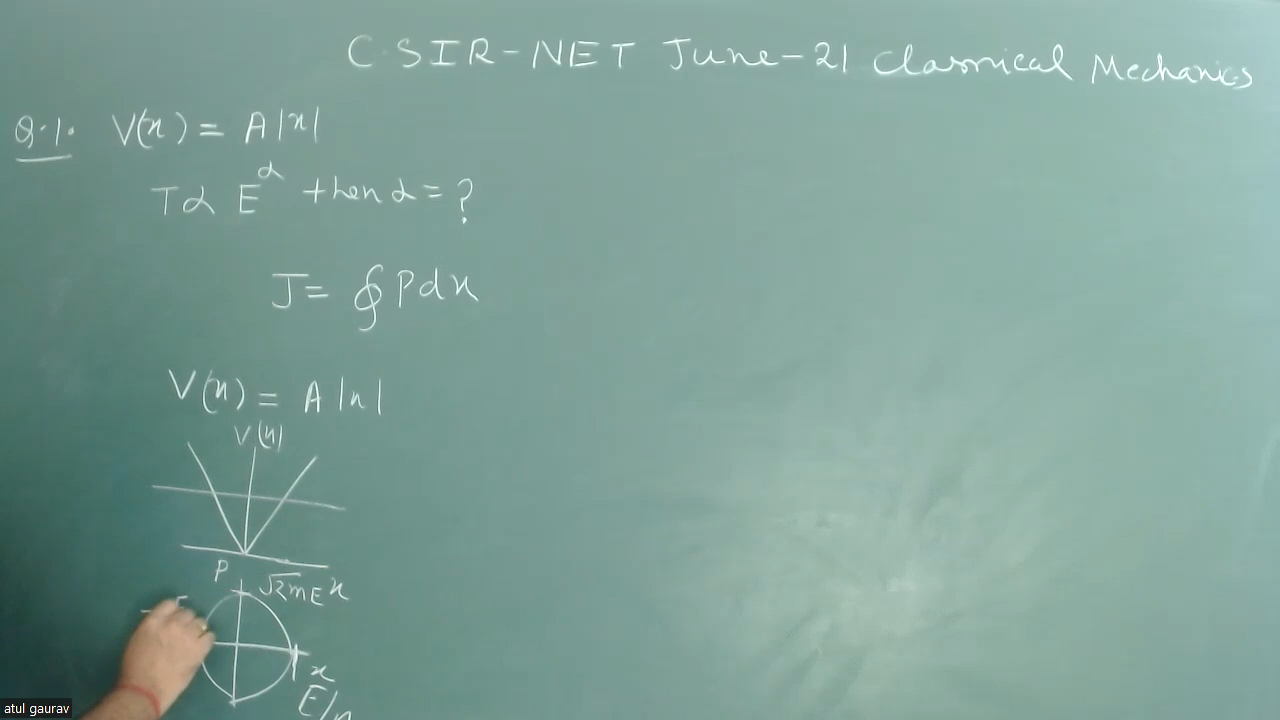 CSIR-NET June-21 Classical Mechanics
Q.1. V(x) = A|x|
T ∝ E^α then α = ?
J = ∮ P dx
V(x) = A|x|
V(x)
P √2mE x
x
E/
atul gaurav